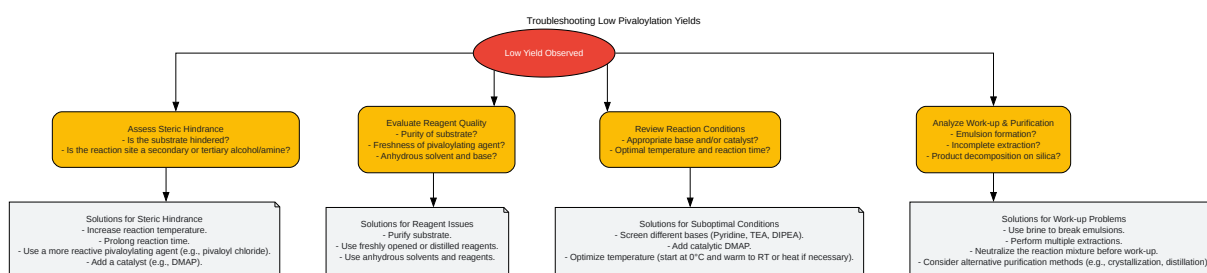 Troubleshooting Low Pivaloylation Yields
Low Yield Observed
Assess Steric Hindrance
- Is the substrate hindered?
- Is the reaction site a secondary or tertiary alcohol/amine?
Evaluate Reagent Quality
- Purity of substrate?
- Freshness of pivaloylating agent?
- Anhydrous solvent and base?
Review Reaction Conditions
- Appropriate base and/or catalyst?
- Optimal temperature and reaction time?
Analyze Work-up & Purification
- Emulsion formation?
- Incomplete extraction?
- Product decomposition on silica?
Solutions for Steric Hindrance
- Increase reaction temperature.
- Prolong reaction time.
- Use a more reactive pivaloylating agent (e.g., pivaloyl chloride).
- Add a catalyst (e.g., DMAP).
Solutions for Reagent Issues
- Purify substrate.
- Use freshly opened or distilled reagents.
- Use anhydrous solvents and reagents.
Solutions for Suboptimal Conditions
- Screen different bases (Pyridine, TEA, DIPEA).
- Add catalytic DMAP.
- Optimize temperature (start at 0°C and warm to RT or heat if necessary).
Solutions for Work-up Problems
- Use brine to break emulsions.
- Perform multiple extractions.
- Neutralize the reaction mixture before work-up.
- Consider alternative purification methods (e.g., crystallization, distillation)